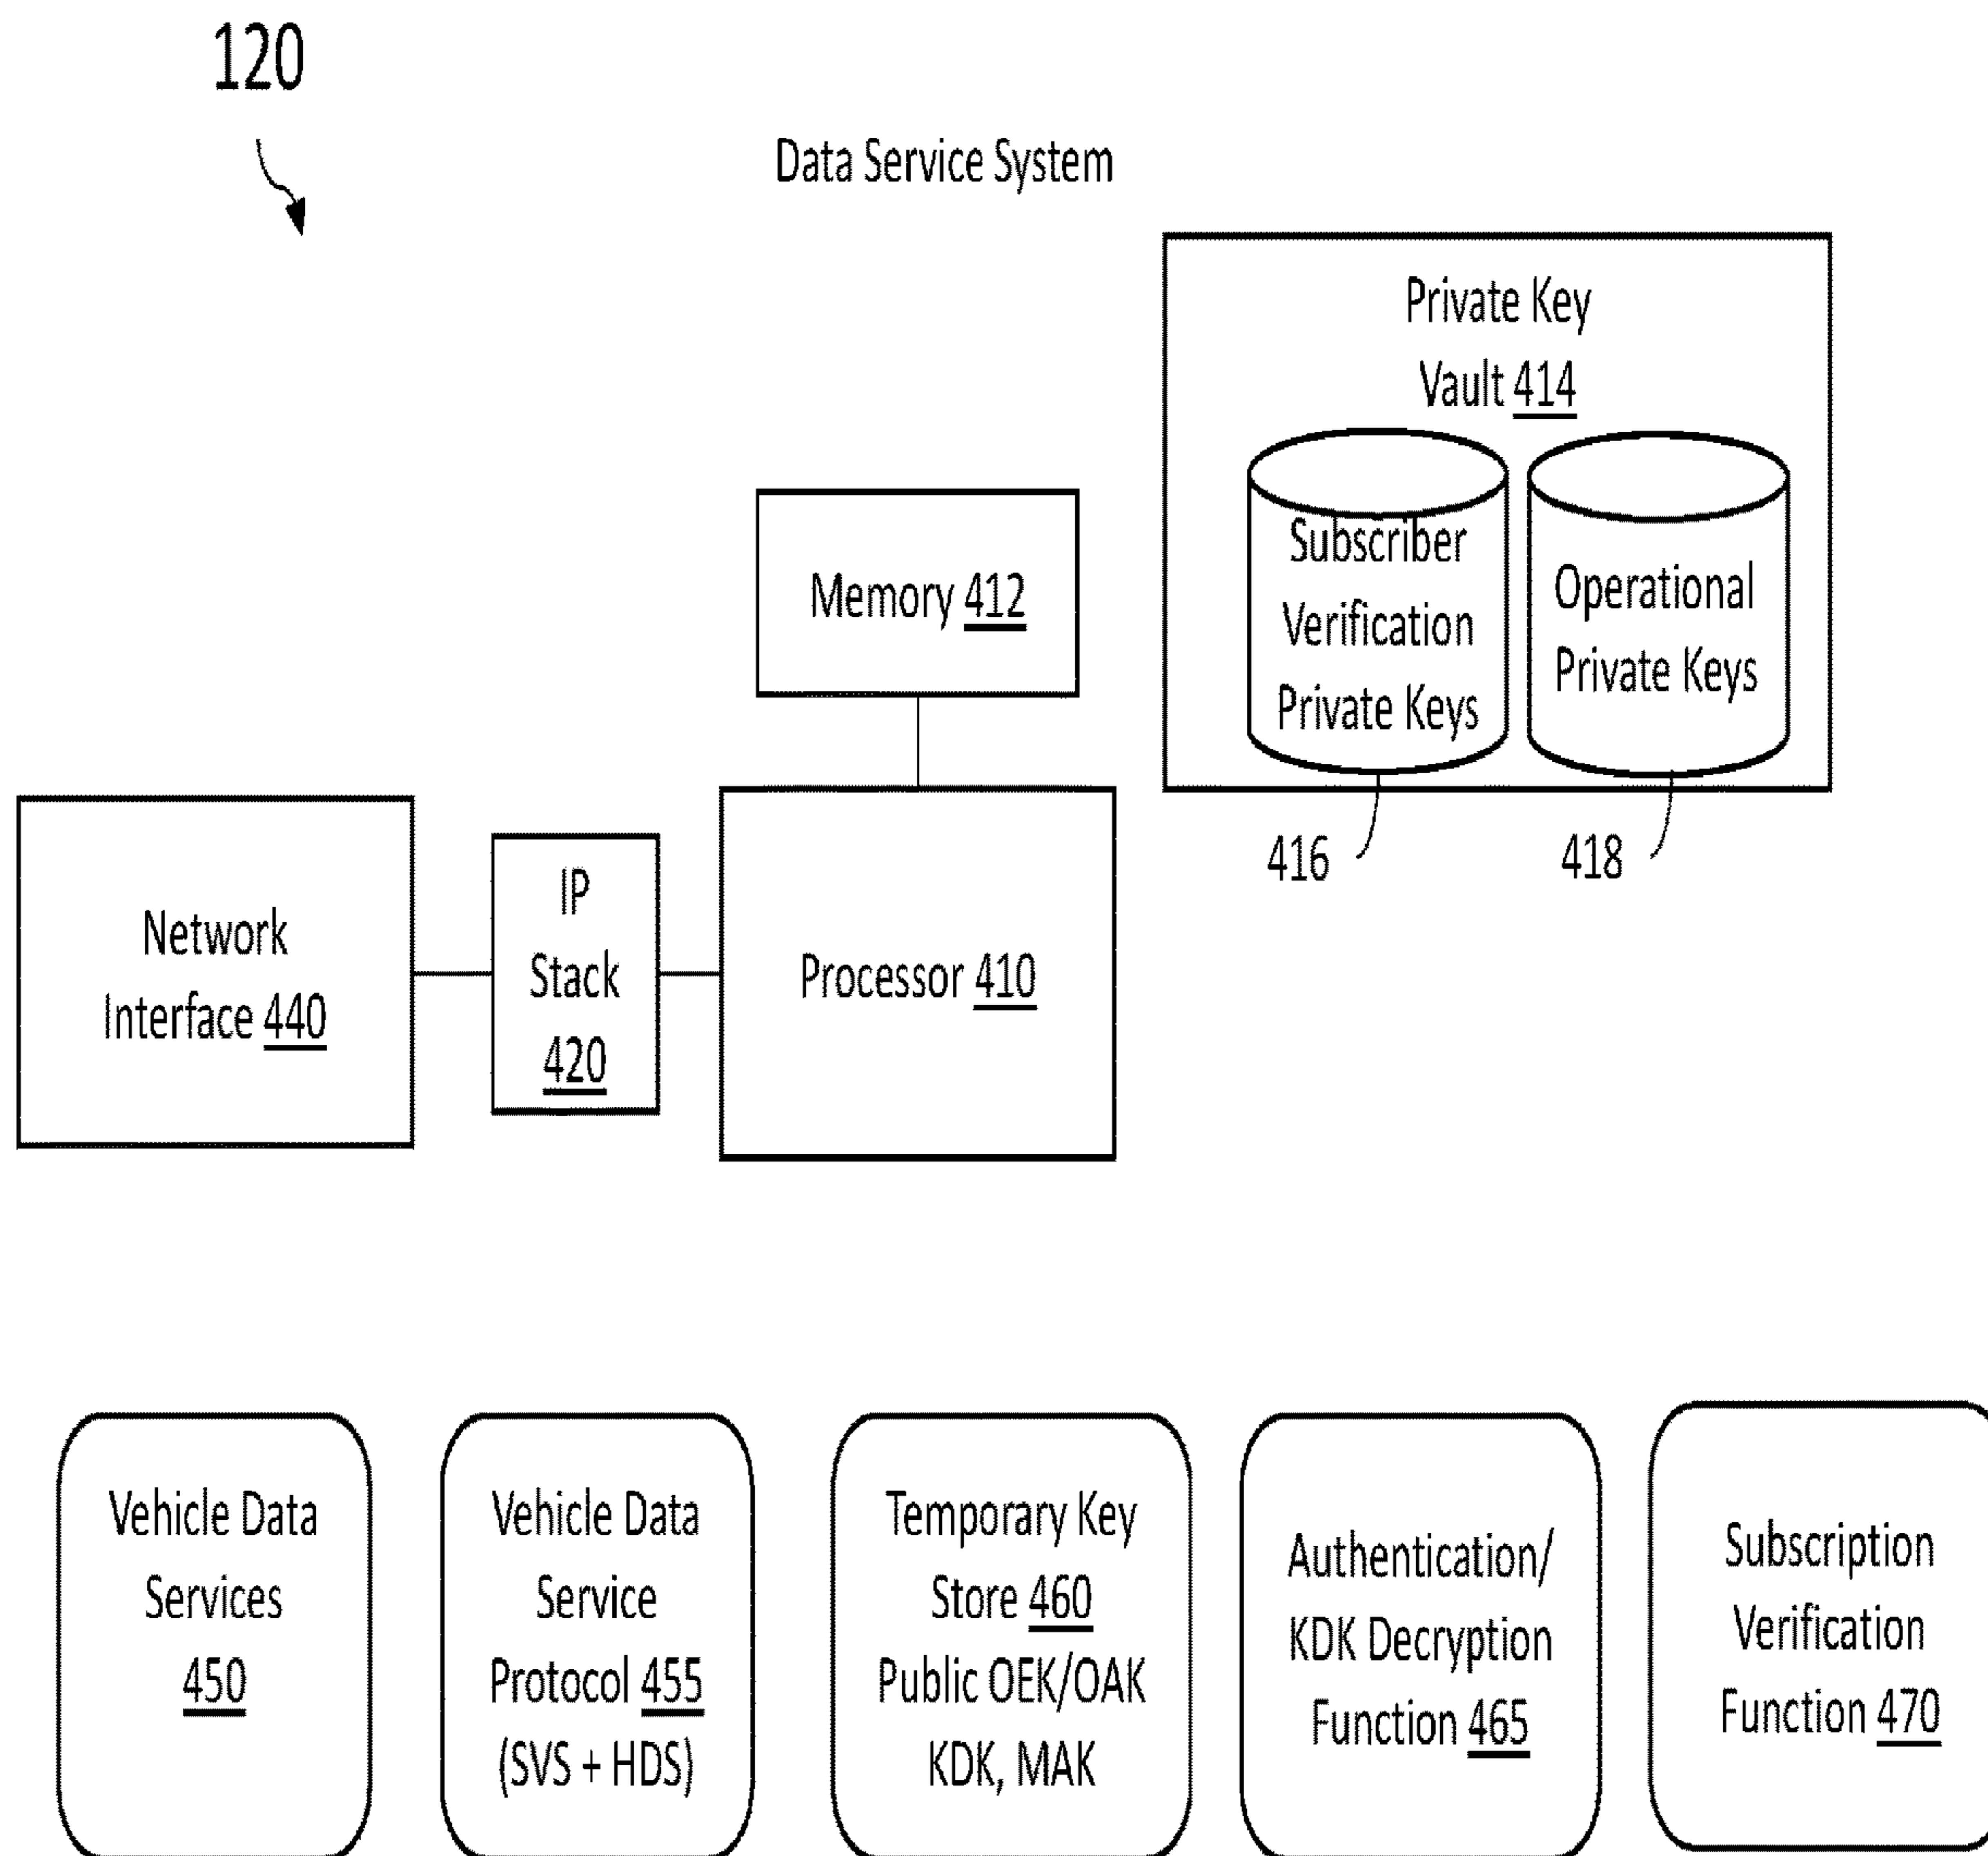 120
Data Service System
Private Key
Vault 414
Subscriber
Verification
Private Keys
Operational
Private Keys
416
418
Memory 412
Network
Interface 440
IP
Stack
420
Processor 410
Vehicle Data
Services
450
Vehicle Data
Service
Protocol 455
(SVS + HDS)
Temporary Key
Store 460
Public OEK/OAK
KDK, MAK
Authentication/
KDK Decryption
Function 465
Subscription
Verification
Function 470